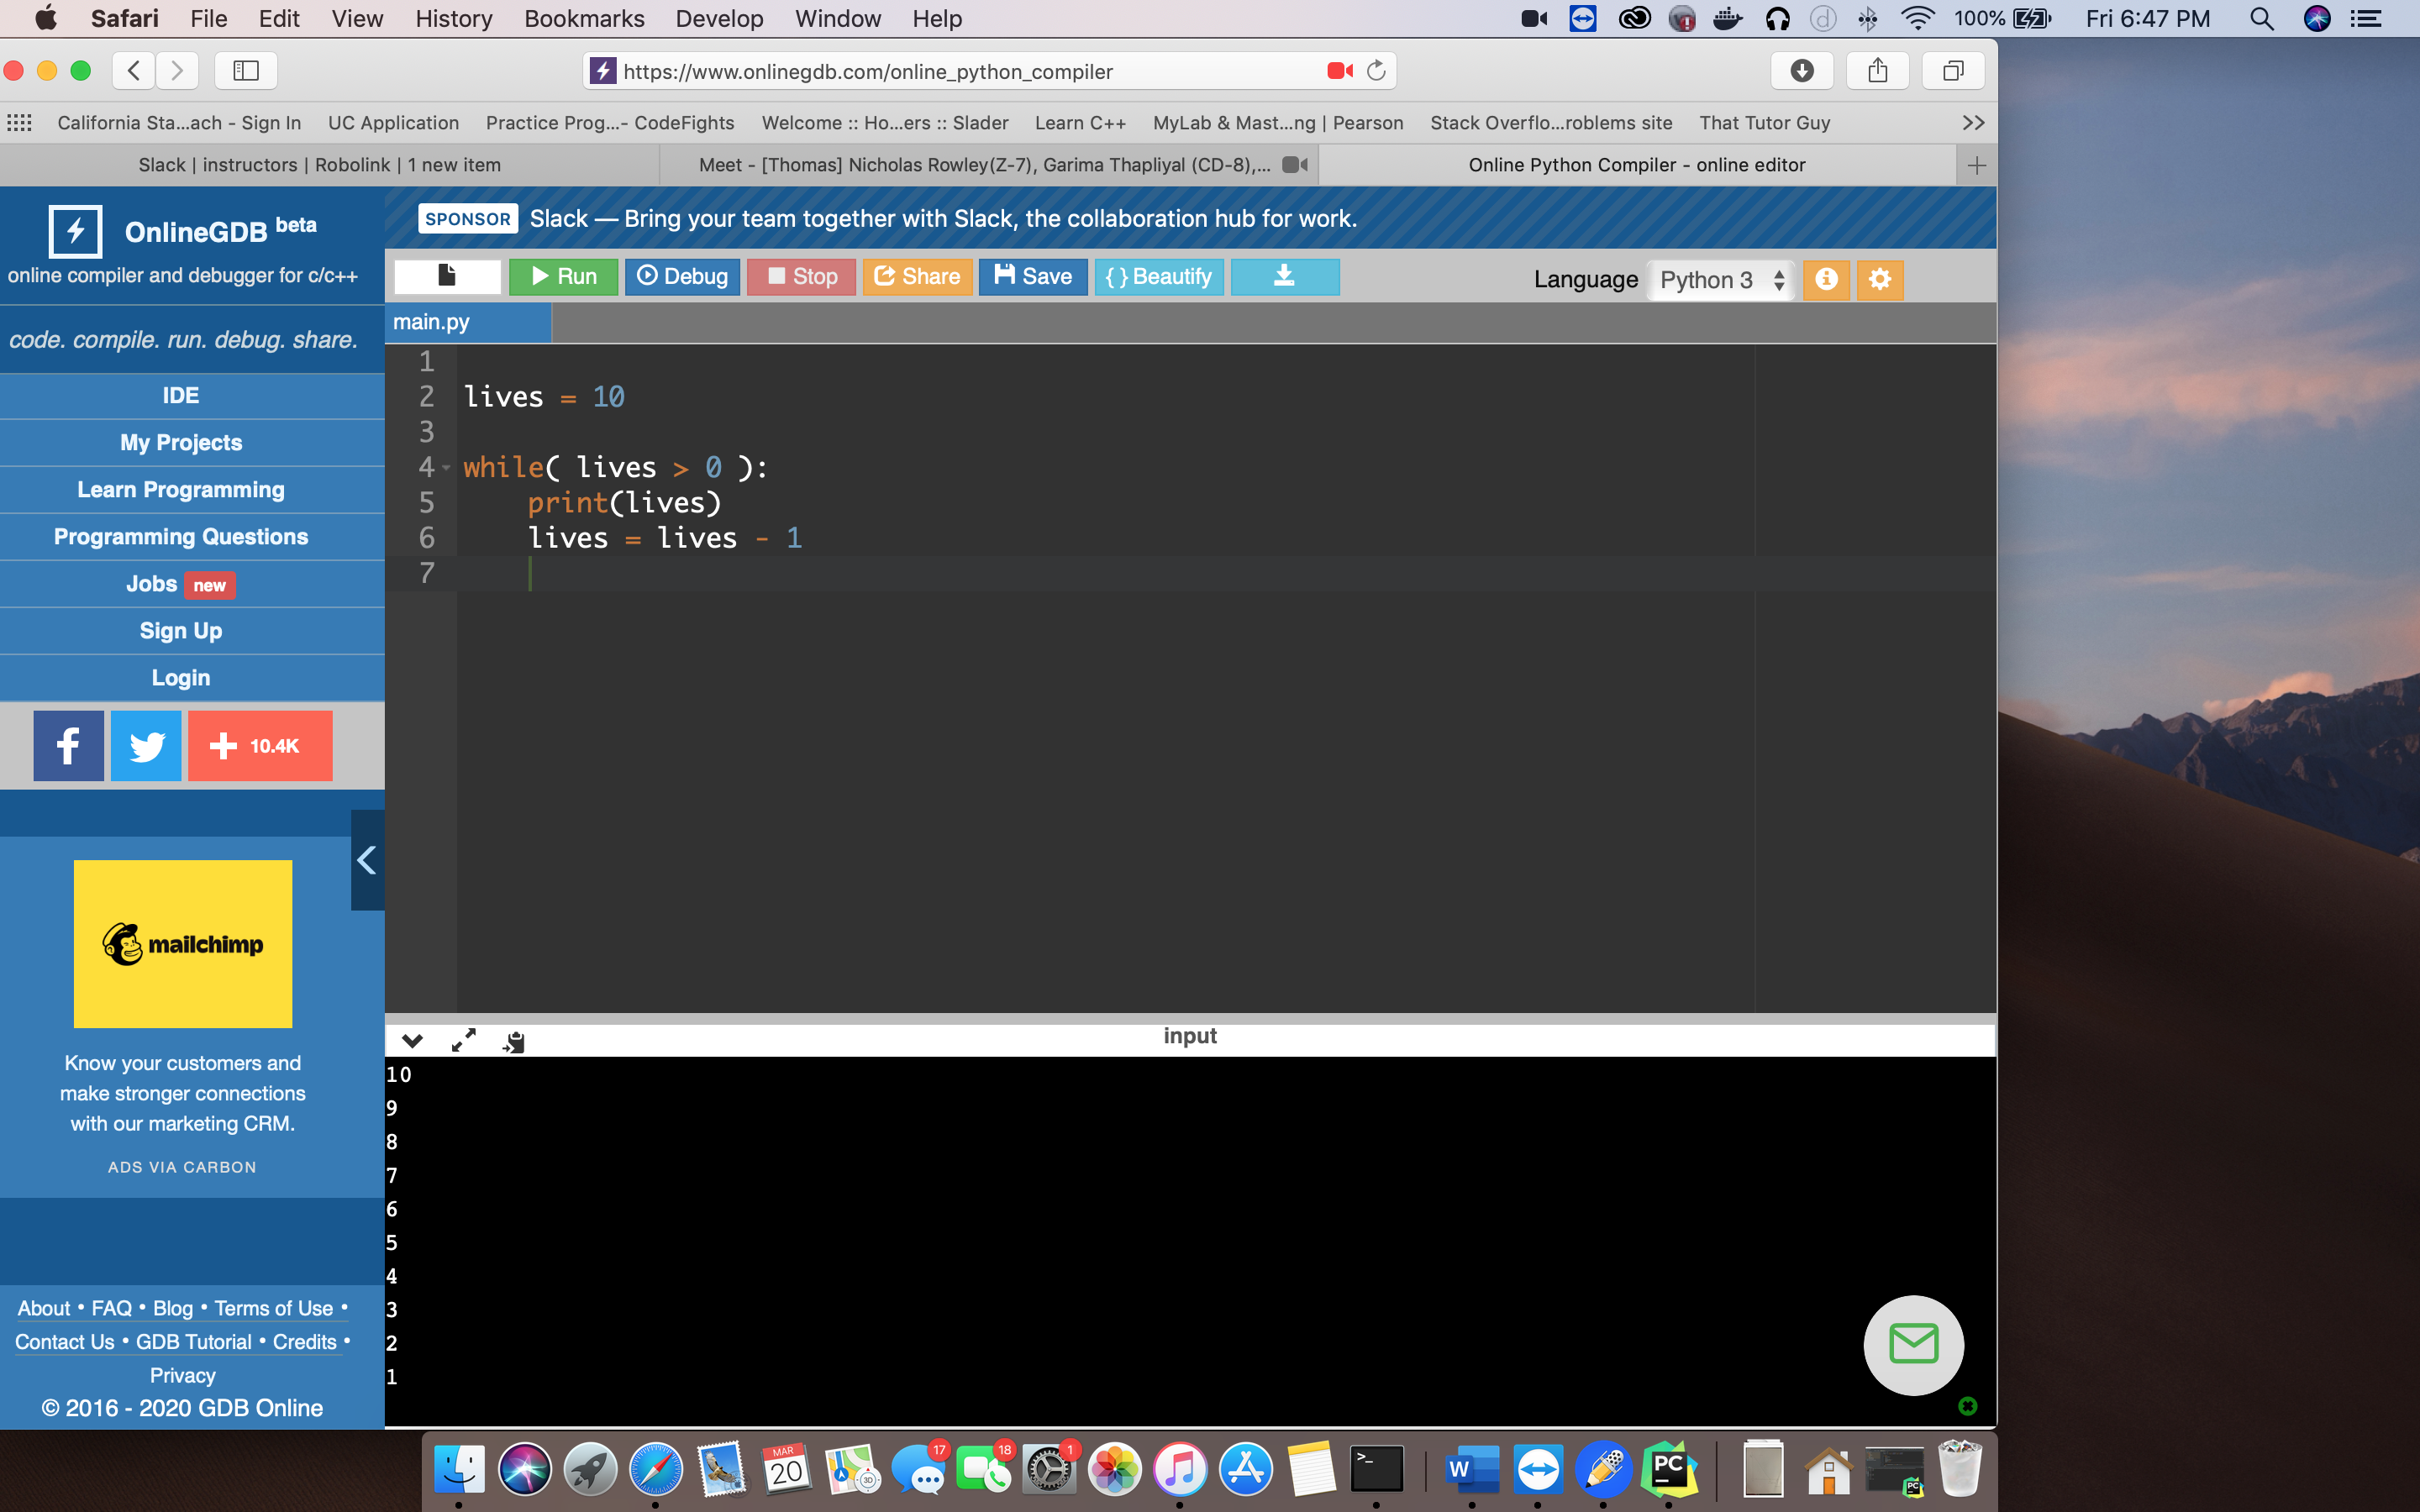 Safari File Edit View History Bookmarks Develop Window Help 100% Fri 6:47 PM
https://www.onlinegdb.com/online_python_compiler
California Sta...ach - Sign In UC Application Practice Prog...- CodeFights Welcome :: Ho...ers :: Slader Learn C++ MyLab & Mast...ng | Pearson Stack Overflo...roblems site That Tutor Guy >>
Slack | instructors | Robolink | 1 new item Meet - [Thomas] Nicholas Rowley(Z-7), Garima Thapliyal (CD-8),... Online Python Compiler - online editor
OnlineGDB beta
online compiler and debugger for c/c++
code. compile. run. debug. share.
IDE
My Projects
Learn Programming
Programming Questions
Jobs new
Sign Up
Login
10.4K
mailchimp
Know your customers and
make stronger connections
with our marketing CRM.
ADS VIA CARBON
About • FAQ • Blog • Terms of Use •
Contact Us • GDB Tutorial • Credits •
Privacy
© 2016 - 2020 GDB Online
SPONSOR Slack — Bring your team together with Slack, the collaboration hub for work.
Run Debug Stop Share Save { } Beautify Language Python 3
main.py
1
2 lives = 10
3
4 while( lives > 0 ):
5 print(lives)
6 lives = lives - 1
7
input
10
9
8
7
6
5
4
3
2
1
MAR
20
3D
17
18
1
>_
W
PC
PC